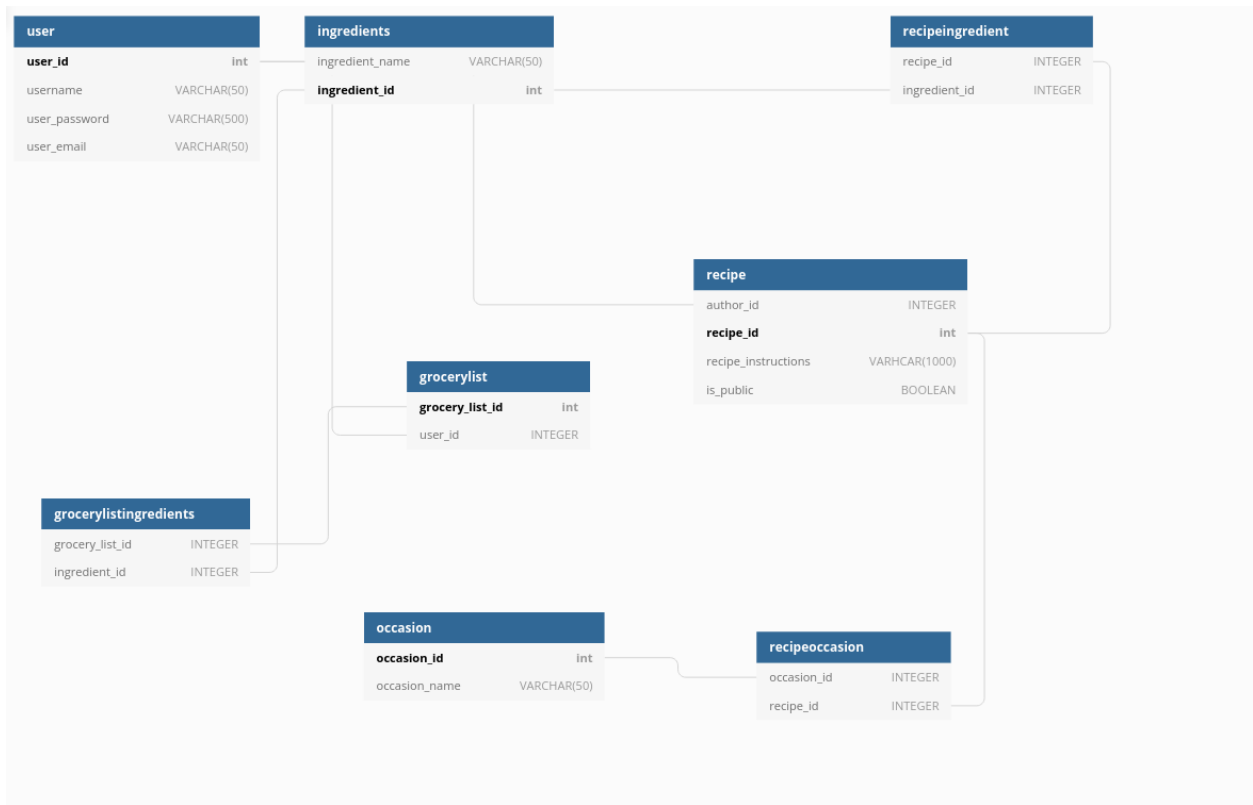 user
user_id int
username VARCHAR(50)
user_password VARCHAR(500)
user_email VARCHAR(50)
ingredients
ingredient_name VARCHAR(50)
ingredient_id int
recipeingredient
recipe_id INTEGER
ingredient_id INTEGER
recipe
author_id INTEGER
recipe_id int
recipe_instructions VARHCAR(1000)
is_public BOOLEAN
grocerylist
grocery_list_id int
user_id INTEGER
grocerylistingredients
grocery_list_id INTEGER
ingredient_id INTEGER
occasion
occasion_id int
occasion_name VARCHAR(50)
recipeoccasion
occasion_id INTEGER
recipe_id INTEGER